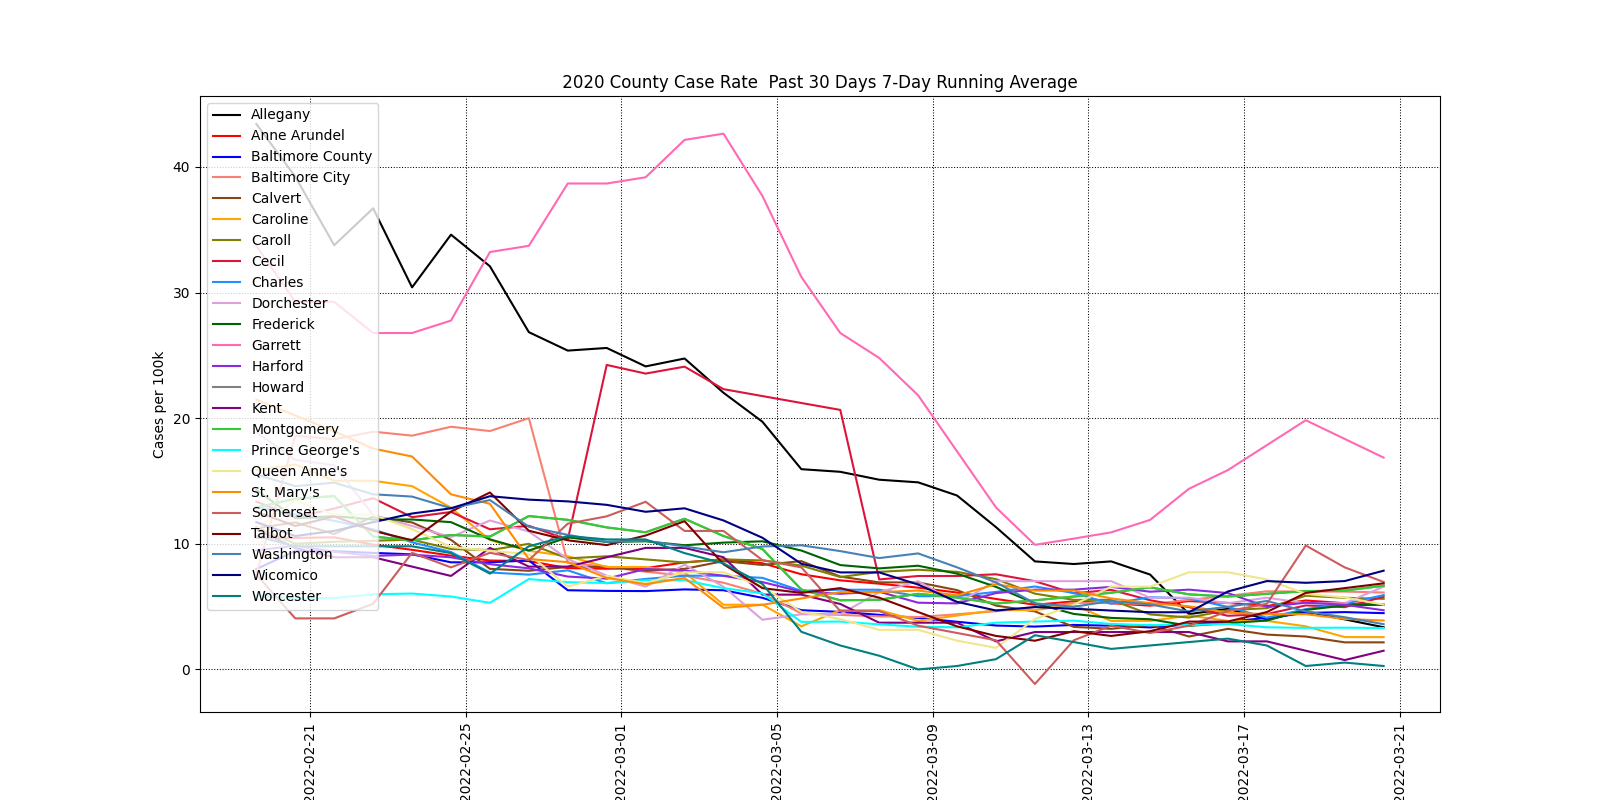 2020 County Case Rate  Past 30 Days 7-Day Running Average
Cases per 100k
40
30
20
10
0
Allegany
Anne Arundel
Baltimore County
Baltimore City
Calvert
Caroline
Caroll
Cecil
Charles
Dorchester
Frederick
Garrett
Harford
Howard
Kent
Montgomery
Prince George's
Queen Anne's
St. Mary's
Somerset
Talbot
Washington
Wicomico
Worcester
2022-02-21
2022-02-25
2022-03-01
2022-03-05
2022-03-09
2022-03-13
2022-03-17
2022-03-21